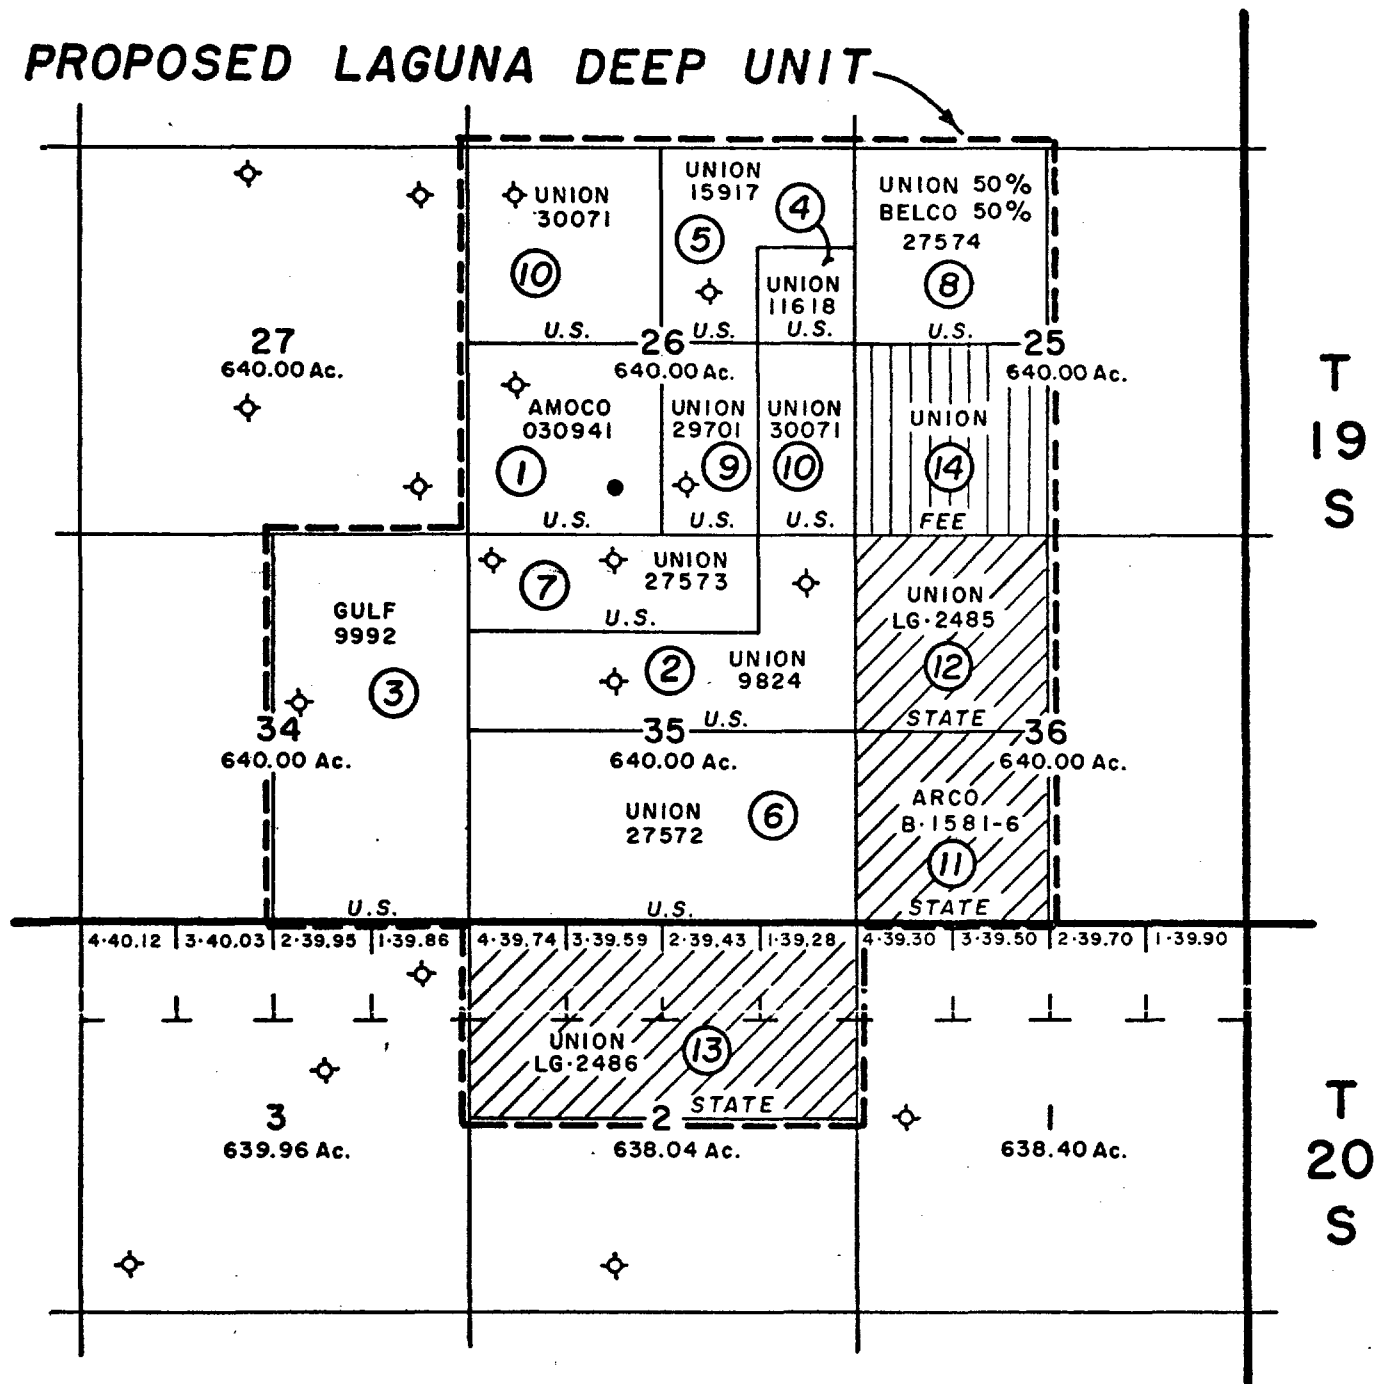 PROPOSED LAGUNA DEEP UNIT
UNION
30071
10
U.S.
UNION
15917
5
4
U.S.
UNION
11618
U.S.
UNION 50%
BELCO 50%
27574
8
U.S.
27
640.00 Ac.
26
640.00 Ac.
25
640.00 Ac.
AMOCO
030941
1
U.S.
UNION
29701
9
U.S.
UNION
30071
10
U.S.
UNION
14
FEE
T
19
S
GULF
9992
3
U.S.
7
UNION
27573
U.S.
2
UNION
9824
U.S.
UNION
LG-2485
12
STATE
34
640.00 Ac.
35
640.00 Ac.
36
640.00 Ac.
UNION
27572
6
U.S.
ARCO
B-1581-6
11
STATE
4-40.12 3-40.03 2-39.95 1-39.86 4-39.74 3-39.59 2-39.43 1-39.28 4-39.30 3-39.50 2-39.70 1-39.90
UNION
LG-2486
13
STATE
3
639.96 Ac.
2
638.04 Ac.
1
638.40 Ac.
T
20
S